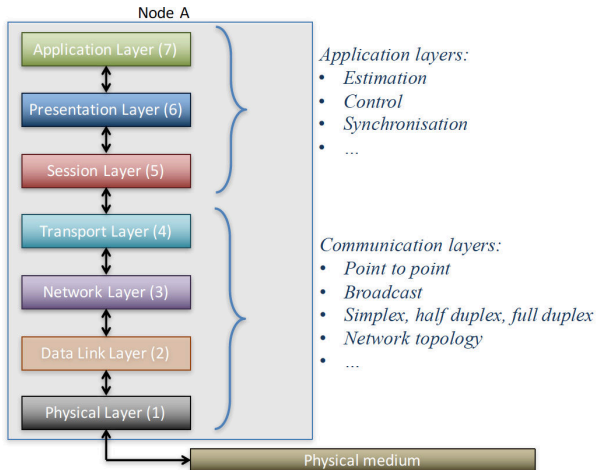 Node A
Application Layer (7)
Presentation Layer (6)
Session Layer (5)
Transport Layer (4)
Network Layer (3)
Data Link Layer (2)
Physical Layer (1)
Physical medium
Application layers:
• Estimation
• Control
• Synchronisation
• ...
Communication layers:
• Point to point
• Broadcast
• Simplex, half duplex, full duplex
• Network topology
• ...